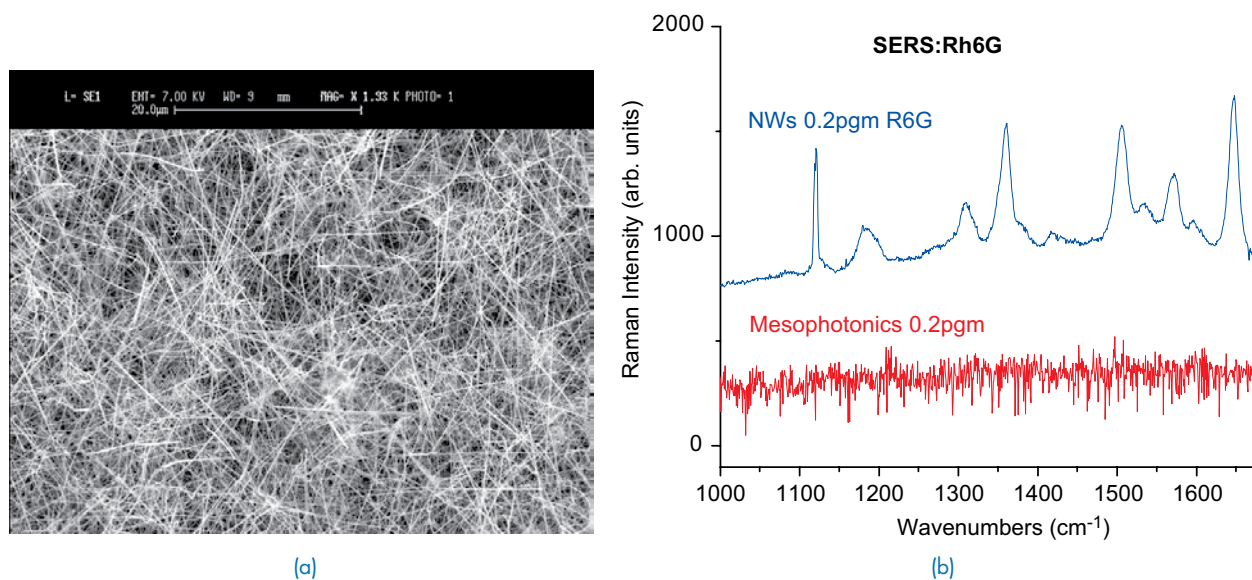 L= SE1 EHT= 7.00 KV WD= 9 mm MAG= X 1.93 K PHOTO= 1
20.0µm
(a)
2000
1000
0
Raman Intensity (arb. units)
SERS:Rh6G
NWs 0.2pgm R6G
Mesophotonics 0.2pgm
1000 1100 1200 1300 1400 1500 1600
Wavenumbers (cm⁻¹)
(b)